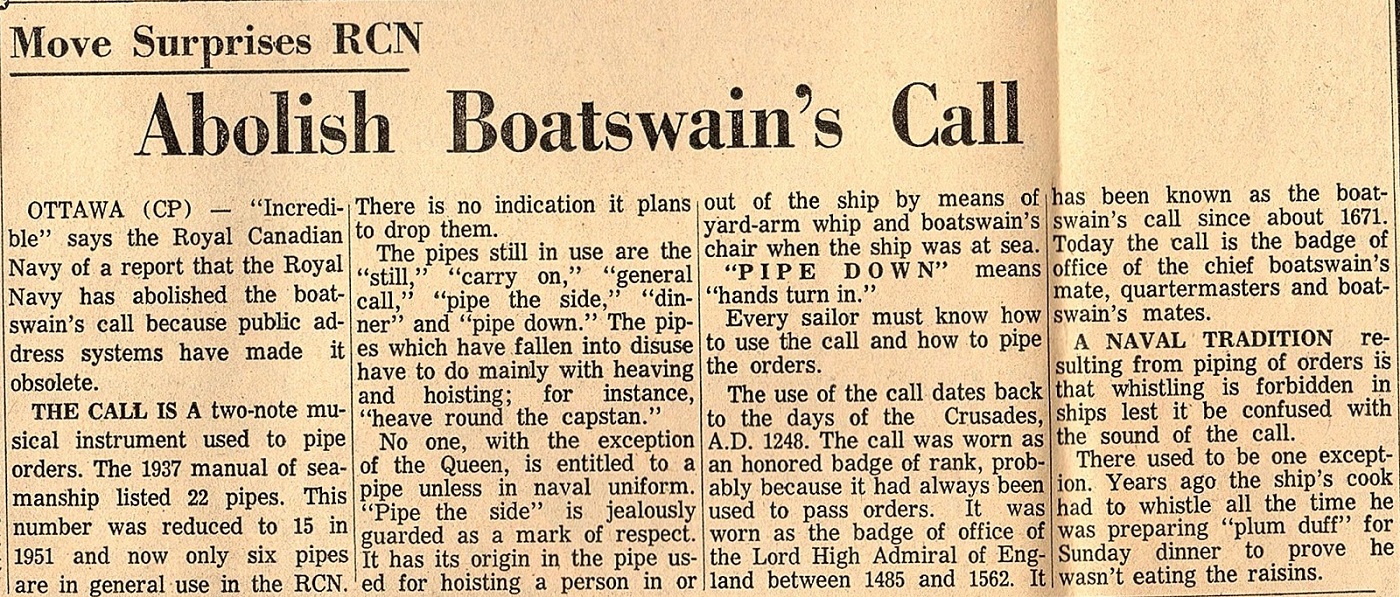 Move Surprises RCN
Abolish Boatswain's Call
OTTAWA (CP) — "Incredi-
ble" says the Royal Canadian
Navy of a report that the Royal
Navy has abolished the boat-
swain's call because public ad-
dress systems have made it
obsolete.
THE CALL IS A two-note mu-
sical instrument used to pipe
orders. The 1937 manual of sea-
manship listed 22 pipes. This
number was reduced to 15 in
1951 and now only six pipes
are in general use in the RCN.
There is no indication it plans
to drop them.
The pipes still in use are the
"still," "carry on," "general
call," "pipe the side," "din-
ner" and "pipe down." The pip-
es which have fallen into disuse
have to do mainly with heaving
and hoisting; for instance,
"heave round the capstan."
No one, with the exception
of the Queen, is entitled to a
pipe unless in naval uniform.
"Pipe the side" is jealously
guarded as a mark of respect.
It has its origin in the pipe us-
ed for hoisting a person in or
out of the ship by means of
yard-arm whip and boatswain's
chair when the ship was at sea.
"PIPE DOWN" means
"hands turn in."
Every sailor must know how
to use the call and how to pipe
the orders.
The use of the call dates back
to the days of the Crusades,
A.D. 1248. The call was worn as
an honored badge of rank, prob-
ably because it had always been
used to pass orders. It was
worn as the badge of office of
the Lord High Admiral of Eng-
land between 1485 and 1562. It
has been known as the boat-
swain's call since about 1671.
Today the call is the badge of
office of the chief boatswain's
mate, quartermasters and boat-
swain's mates.
A NAVAL TRADITION re-
sulting from piping of orders is
that whistling is forbidden in
ships lest it be confused with
the sound of the call.
There used to be one except-
ion. Years ago the ship's cook
had to whistle all the time he
was preparing "plum duff" for
Sunday dinner to prove he
wasn't eating the raisins.